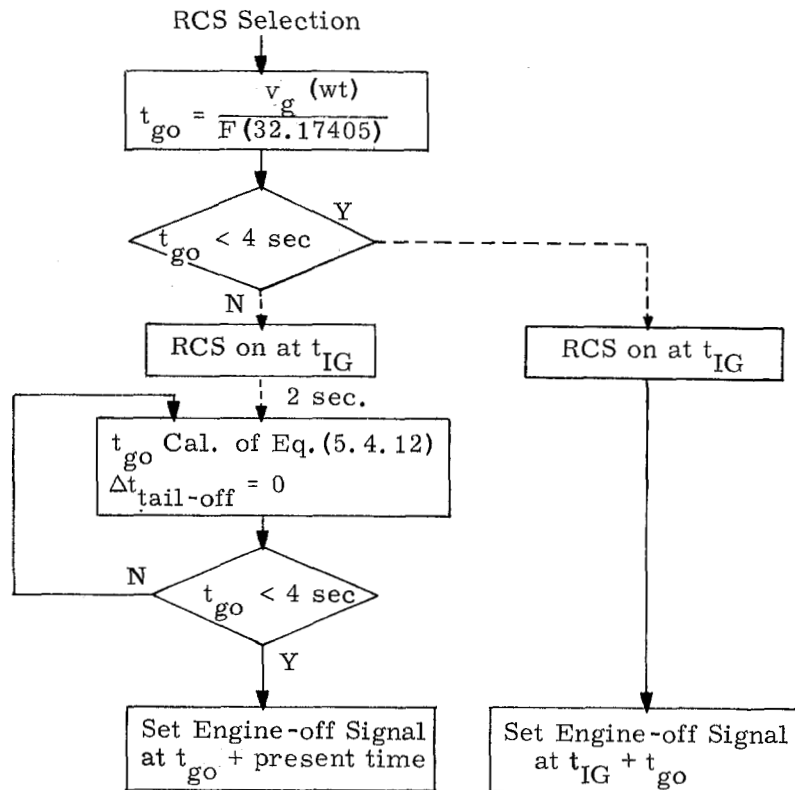 RCS Selection
t_go = v_g (wt) / F (32.17405)
Y
t_go < 4 sec
N
RCS on at t_IG
RCS on at t_IG
2 sec.
t_go Cal. of Eq. (5.4.12)
Δt_tail-off = 0
N
t_go < 4 sec
Y
Set Engine-off Signal
at t_go + present time
Set Engine-off Signal
at t_IG + t_go